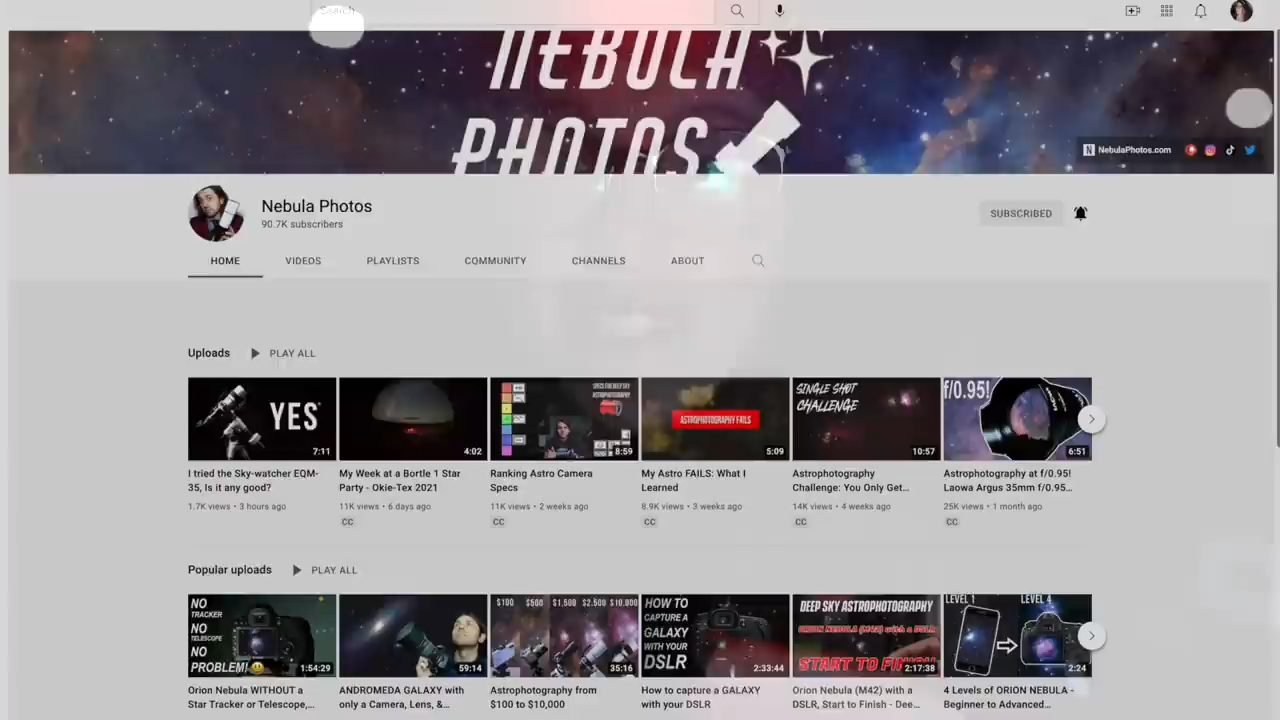 Search
NEBULA
PHOTOS
NebulaPhotos.com
Nebula Photos
90.7K subscribers
SUBSCRIBED
HOME VIDEOS PLAYLISTS COMMUNITY CHANNELS ABOUT
Uploads PLAY ALL
YES
7:11
4:02
8:59
ASTROPHOTOGRAPHY FAILS
5:09
SINGLE SHOT
CHALLENGE
10:57
f/0.95!
6:51
I tried the Sky-watcher EQM-
35, Is it any good?
1.7K views • 3 hours ago
My Week at a Bortle 1 Star
Party - Okie-Tex 2021
11K views • 6 days ago
CC
Ranking Astro Camera
Specs
11K views • 2 weeks ago
CC
My Astro FAILS: What I
Learned
8.9K views • 3 weeks ago
CC
Astrophotography
Challenge: You Only Get...
14K views • 4 weeks ago
CC
Astrophotography at f/0.95!
Laowa Argus 35mm f/0.95...
25K views • 1 month ago
CC
Popular uploads PLAY ALL
NO
TRACKER
NO
TELESCOPE
NO
PROBLEM!
1:54:29
59:14
$100 $500 $1,500 $2,500 $10,000
35:16
HOW TO
CAPTURE A
GALAXY
WITH YOUR
DSLR
2:33:44
DEEP SKY ASTROPHOTOGRAPHY
ORION NEBULA (M42) with a DSLR
START TO FINISH
2:17:38
LEVEL 1 LEVEL 4
2:24
Orion Nebula WITHOUT a
Star Tracker or Telescope,...
ANDROMEDA GALAXY with
only a Camera, Lens, &...
Astrophotography from
$100 to $10,000
How to capture a GALAXY
with your DSLR
Orion Nebula (M42) with a
DSLR, Start to Finish - Dee...
4 Levels of ORION NEBULA -
Beginner to Advanced...